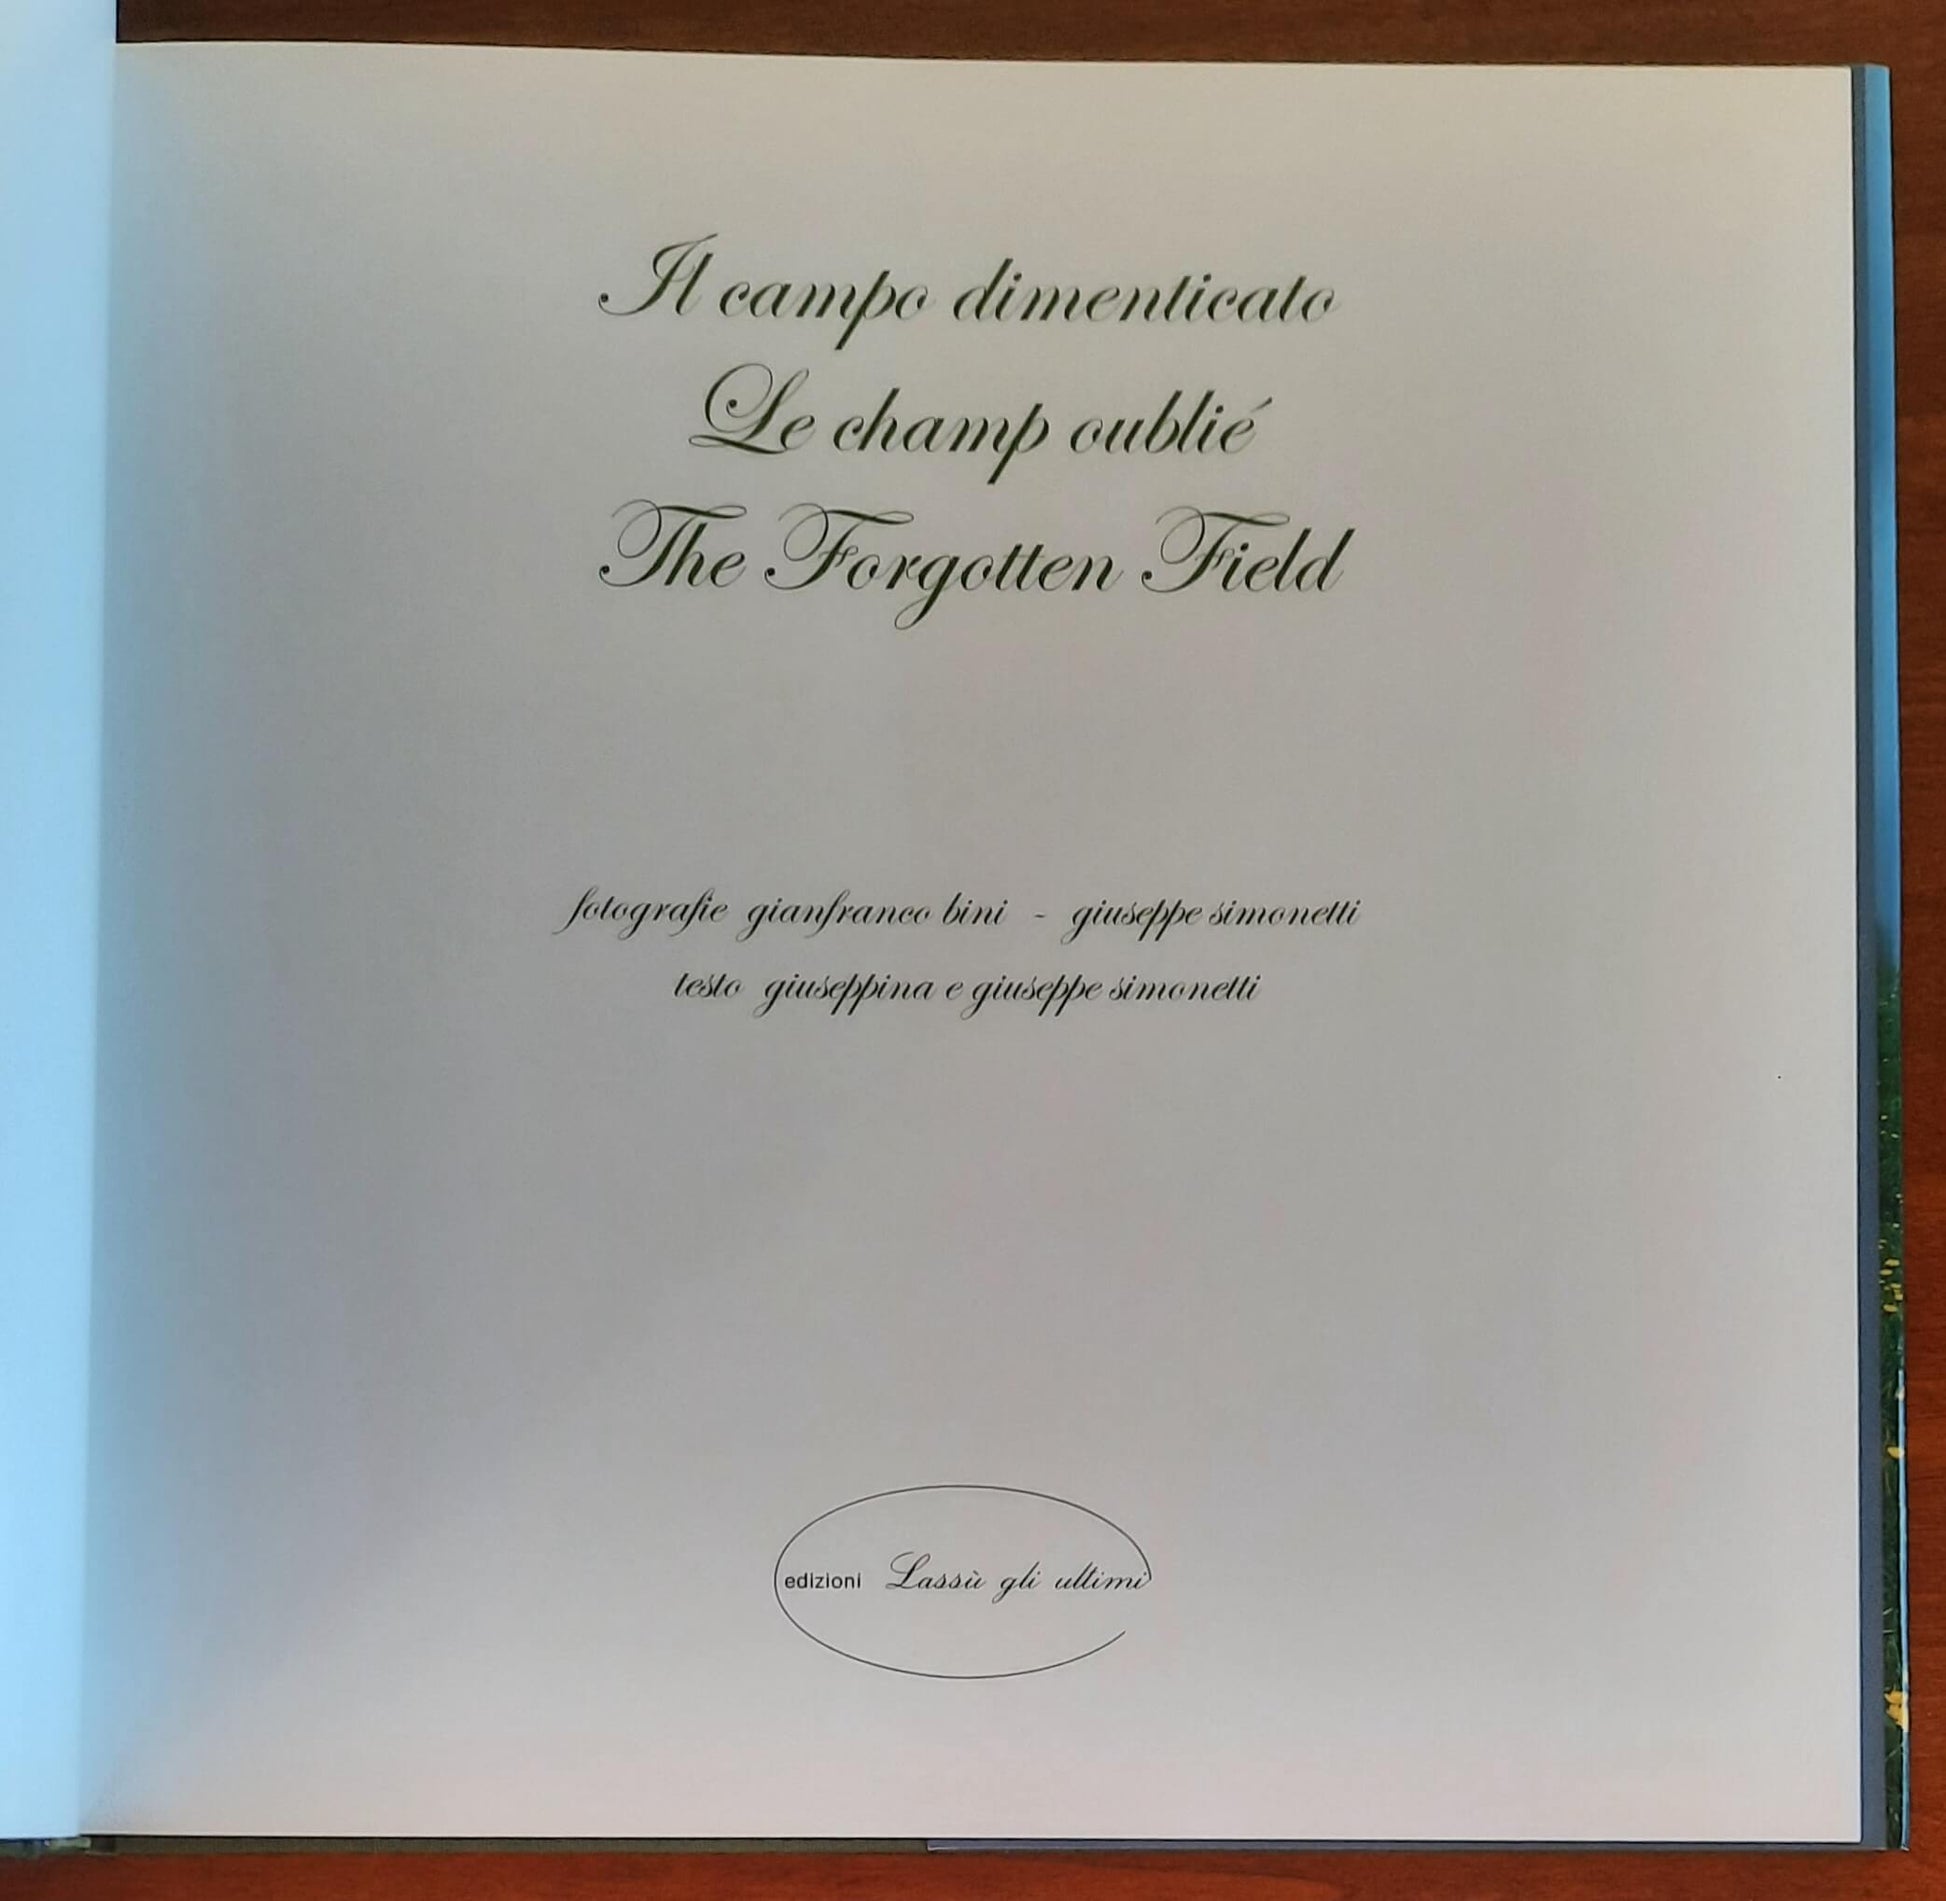 Il campo dimenticato
Le champ oublié
The Forgotten Field
fotografie gianfranco bini - giuseppe simonetti
testo giuseppina e giuseppe simonetti
edizioni Lassù gli ultimi